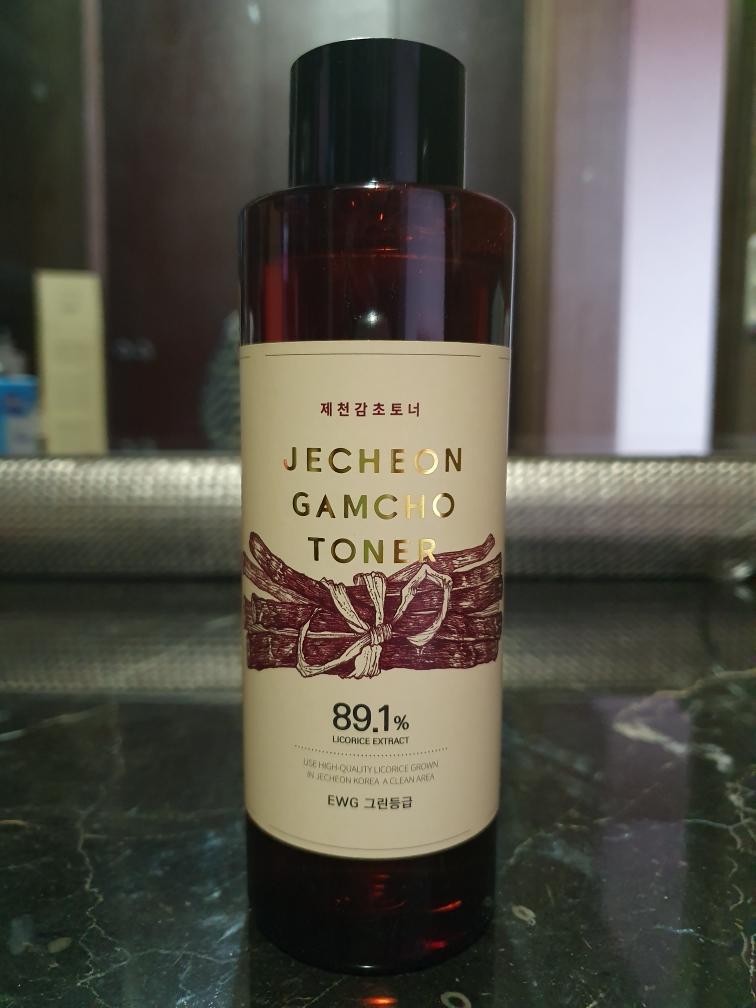 제천감초토너
JECHEON
GAMCHO
TONER
89.1%
LICORICE EXTRACT
USE HIGH-QUALITY LICORICE GROWN
IN JECHEON KOREA A CLEAN AREA
EWG 그린등급